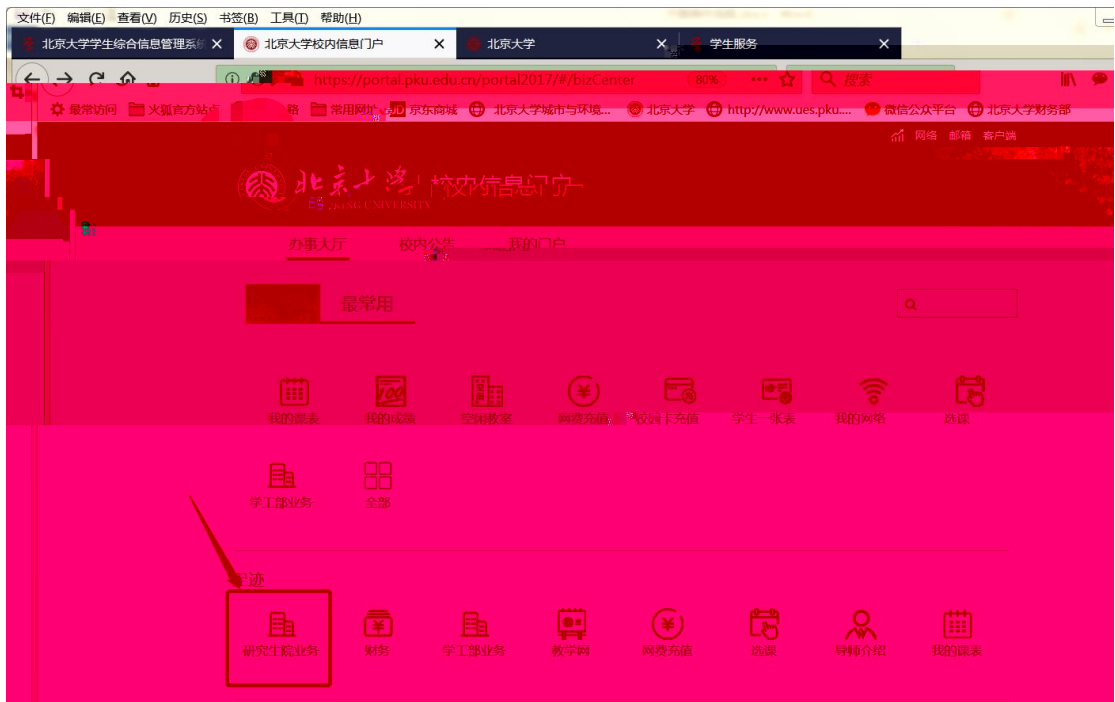 文件(F) 编辑(E) 查看(V) 历史(S) 书签(B) 工具(T) 帮助(H)
北京大学学生综合信息管理系统 北京大学校内信息门户 北京大学 学生服务
https://portal.pku.edu.cn/portal2017/#/bizCenter 80% 搜索
最常访问 火狐官方站点 常用网址 京东商城 北京大学城市与环境... 北京大学 http://www.ues.pku.... 微信公众平台 北京大学财务部
网络 邮箱 客户端
北京大学 校内信息门户
PEKING UNIVERSITY
办事大厅 校内公告 我的门户
最常用
我的课表 我的成绩 空闲教室 网费充值 校园卡充值 学生一张表 我的网络 选课
学工部业务 全部
足迹
研究生院业务 财务 学工部业务 教学网 网费充值 选课 导师介绍 我的课表